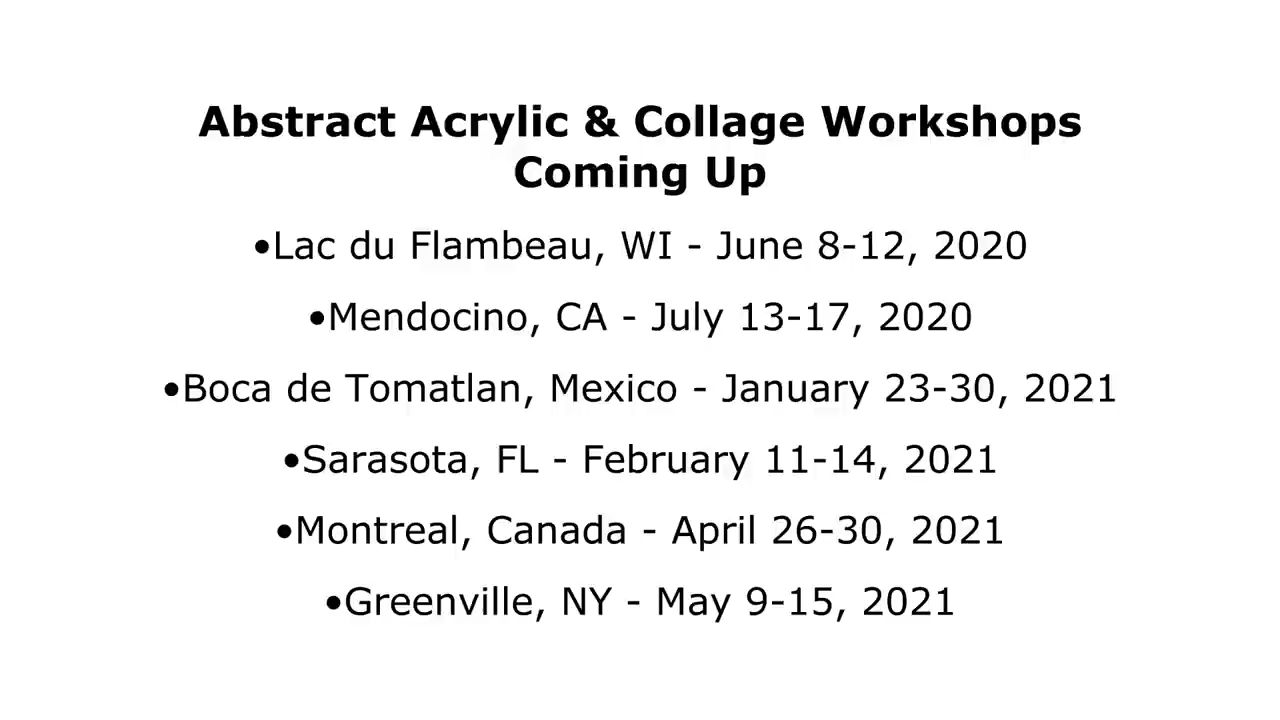 Abstract Acrylic & Collage Workshops
Coming Up
•Lac du Flambeau, WI - June 8-12, 2020
•Mendocino, CA - July 13-17, 2020
•Boca de Tomatlan, Mexico - January 23-30, 2021
•Sarasota, FL - February 11-14, 2021
•Montreal, Canada - April 26-30, 2021
•Greenville, NY - May 9-15, 2021